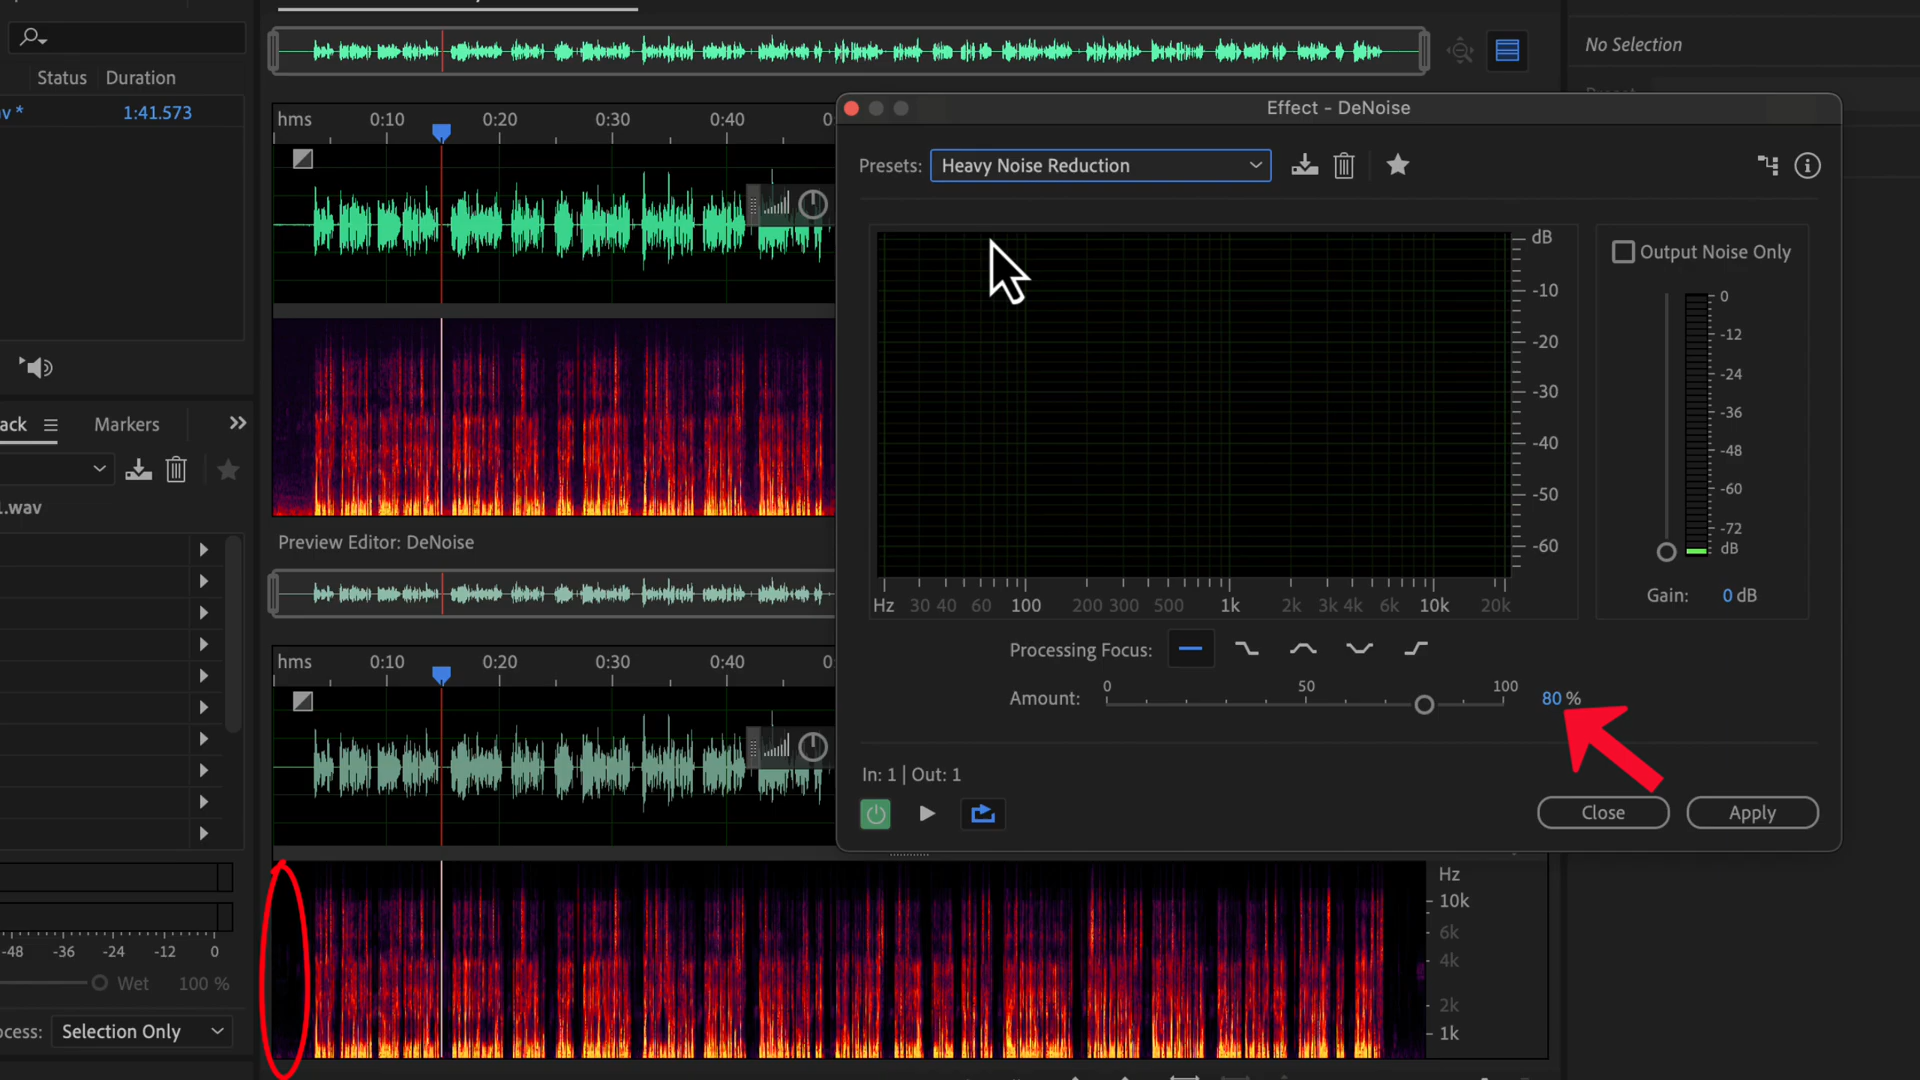 No Selection
Status Duration
v * 1:41.573
hms 0:10 0:20 0:30 0:40 0
Effect - DeNoise
Presets: Heavy Noise Reduction
dB
-10
-20
-30
-40
-50
-60
Output Noise Only
0
-12
-24
-36
-48
-60
-72
dB
Gain: 0 dB
Hz 30 40 60 100 200 300 500 1k 2k 3k 4k 6k 10k 20k
ack Markers
.wav
Preview Editor: DeNoise
hms 0:10 0:20 0:30 0:40 0
Processing Focus:
Amount: 0 50 100 80 %
In: 1 | Out: 1
Close Apply
Hz
10k
6k
4k
2k
1k
-48 -36 -24 -12 0
Wet 100 %
ocess: Selection Only